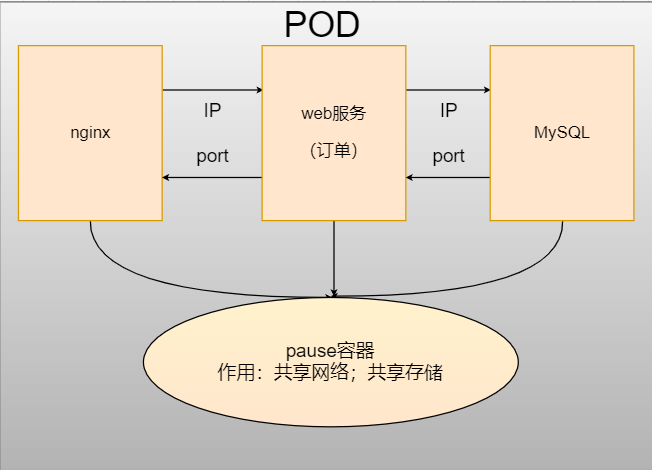 POD
nginx
IP
port
web服务
（订单）
IP
port
MySQL
pause容器
作用：共享网络；共享存储